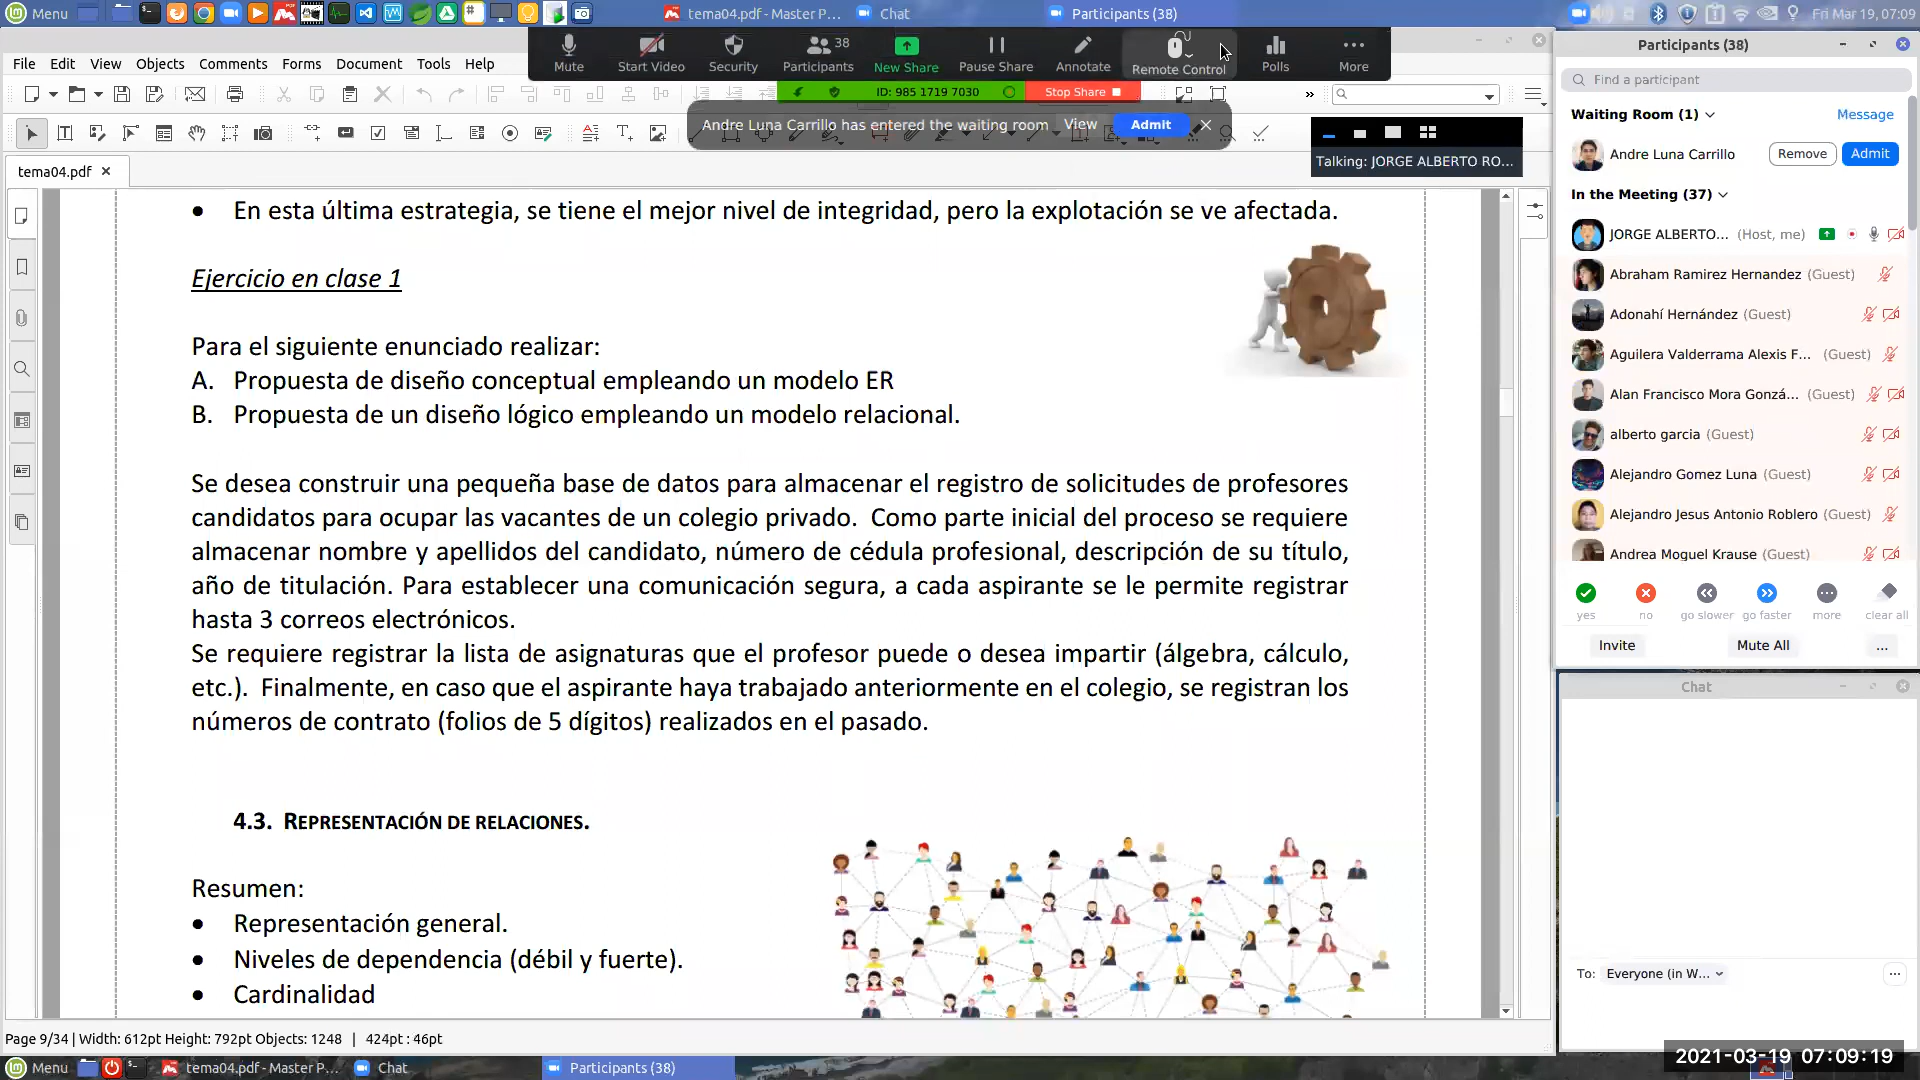 Menu
tema04.pdf - Master P...
Chat
Participants (38)
Fri Mar 19, 07:09
File Edit View Objects Comments Forms Document Tools Help
Mute
Start Video
Security
38
Participants
New Share
Pause Share
Annotate
Remote Control
Polls
More
ID: 985 1719 7030
Stop Share
Andre Luna Carrillo has entered the waiting room
View
Admit
Talking: JORGE ALBERTO RO...
tema04.pdf
• En esta última estrategia, se tiene el mejor nivel de integridad, pero la explotación se ve afectada.
Ejercicio en clase 1
Para el siguiente enunciado realizar:
A. Propuesta de diseño conceptual empleando un modelo ER
B. Propuesta de un diseño lógico empleando un modelo relacional.
Se desea construir una pequeña base de datos para almacenar el registro de solicitudes de profesores
candidatos para ocupar las vacantes de un colegio privado. Como parte inicial del proceso se requiere
almacenar nombre y apellidos del candidato, número de cédula profesional, descripción de su título,
año de titulación. Para establecer una comunicación segura, a cada aspirante se le permite registrar
hasta 3 correos electrónicos.
Se requiere registrar la lista de asignaturas que el profesor puede o desea impartir (álgebra, cálculo,
etc.). Finalmente, en caso que el aspirante haya trabajado anteriormente en el colegio, se registran los
números de contrato (folios de 5 dígitos) realizados en el pasado.
4.3. REPRESENTACIÓN DE RELACIONES.
Resumen:
• Representación general.
• Niveles de dependencia (débil y fuerte).
• Cardinalidad
Page 9/34 | Width: 612pt Height: 792pt Objects: 1248 | 424pt : 46pt
Participants (38)
Find a participant
Waiting Room (1)
Message
Andre Luna Carrillo
Remove
Admit
In the Meeting (37)
JORGE ALBERTO... (Host, me)
Abraham Ramirez Hernandez (Guest)
Adonahí Hernández (Guest)
Aguilera Valderrama Alexis F... (Guest)
Alan Francisco Mora Gonzá... (Guest)
alberto garcia (Guest)
Alejandro Gomez Luna (Guest)
Alejandro Jesus Antonio Roblero (Guest)
Andrea Moguel Krause (Guest)
yes
no
go slower
go faster
more
clear all
Invite
Mute All
...
Chat
To: Everyone (in W...
2021-03-19 07:09:19
Menu
tema04.pdf - Master P...
Chat
Participants (38)